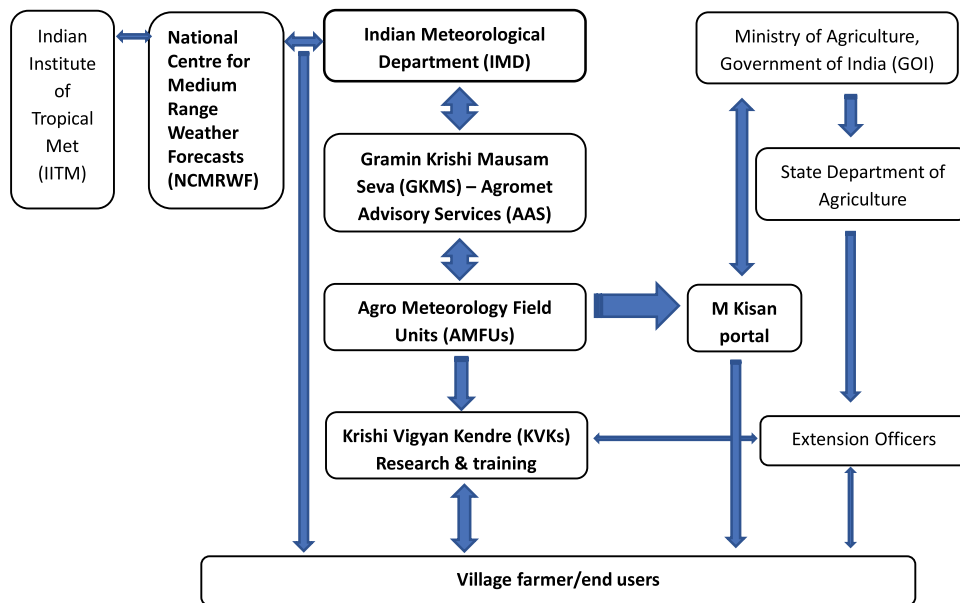 Indian
Institute
of
Tropical
Met
(IITM)
National
Centre for
Medium
Range
Weather
Forecasts
(NCMRWF)
Indian Meteorological
Department (IMD)
Ministry of Agriculture,
Government of India (GOI)
Gramin Krishi Mausam
Seva (GKMS) – Agromet
Advisory Services (AAS)
State Department of
Agriculture
Agro Meteorology Field
Units (AMFUs)
M Kisan
portal
Krishi Vigyan Kendre (KVKs)
Research & training
Extension Officers
Village farmer/end users